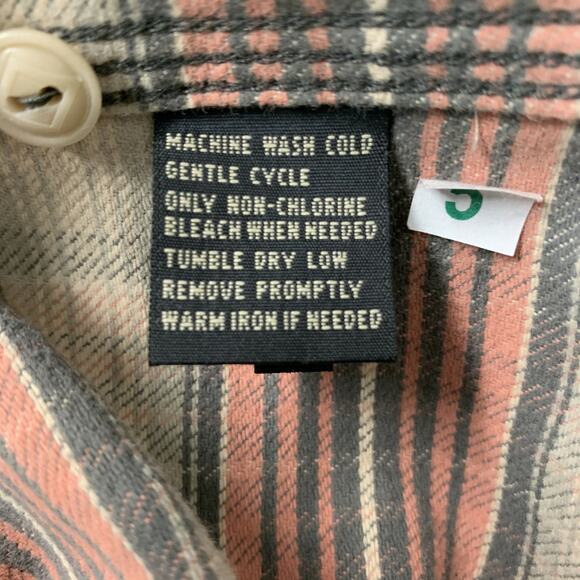 MACHINE WASH COLD
GENTLE CYCLE
ONLY NON-CHLORINE
BLEACH WHEN NEEDED
TUMBLE DRY LOW
REMOVE PROMPTLY
WARM IRON IF NEEDED